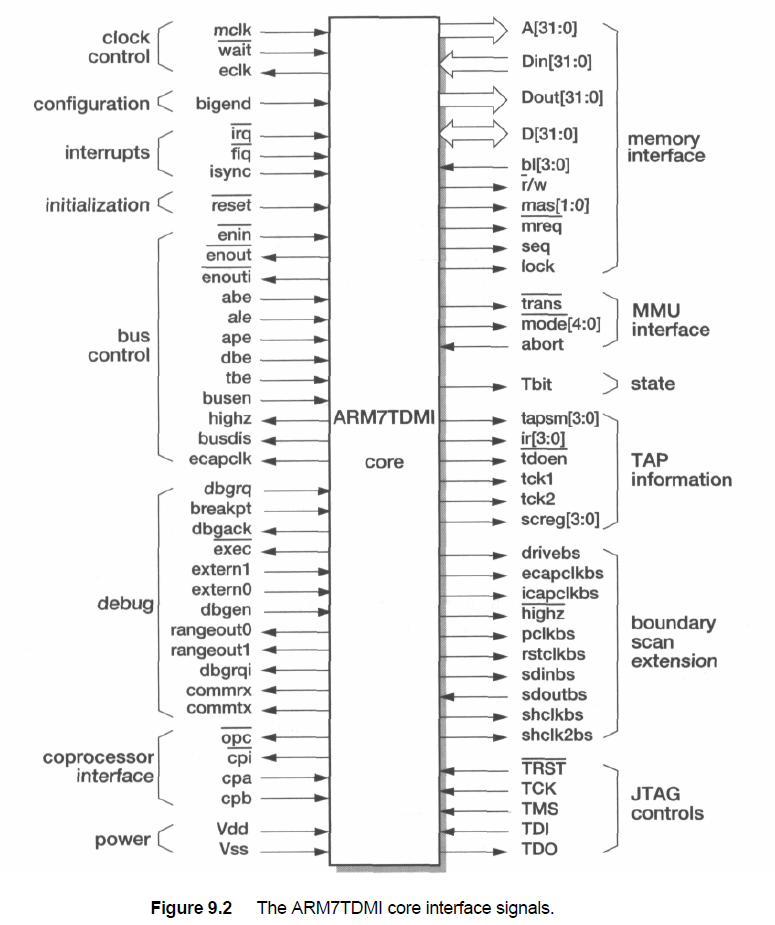 clock
control
mclk
wait
eclk
configuration
bigend
interrupts
irq
fiq
isync
initialization
reset
bus
control
enin
enout
enouti
abe
ale
ape
dbe
tbe
busen
highz
busdis
ecapclk
debug
dbgrq
breakpt
dbgack
exec
extern1
extern0
dbgen
rangeout0
rangeout1
dbgrqi
commrx
commtx
coprocessor
interface
opc
cpi
cpa
cpb
power
Vdd
Vss
ARM7TDMI
core
A[31:0]
Din[31:0]
Dout[31:0]
D[31:0]
bl[3:0]
r/w
mas[1:0]
mreq
seq
lock
memory
interface
trans
mode[4:0]
abort
MMU
interface
Tbit
state
tapsm[3:0]
ir[3:0]
tdoen
tck1
tck2
screg[3:0]
TAP
information
drivebs
ecapclkbs
icapclkbs
highz
pclkbs
rstclkbs
sdinbs
sdoutbs
shclkbs
shclk2bs
boundary
scan
extension
TRST
TCK
TMS
TDI
TDO
JTAG
controls
Figure 9.2 The ARM7TDMI core interface signals.